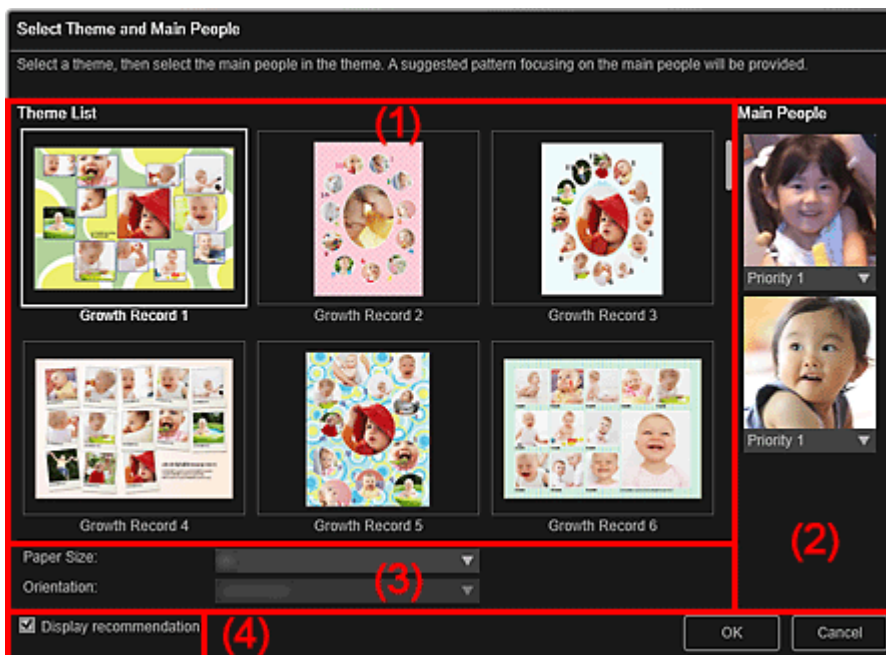 Select Theme and Main People
Select a theme, then select the main people in the theme. A suggested pattern focusing on the main people will be provided.
Theme List
(1)
Main People
Growth Record 1
Growth Record 2
Growth Record 3
Priority 1
Growth Record 4
Growth Record 5
Growth Record 6
Priority 1
(2)
Paper Size:
Orientation:
(3)
Display recommendation
(4)
OK
Cancel